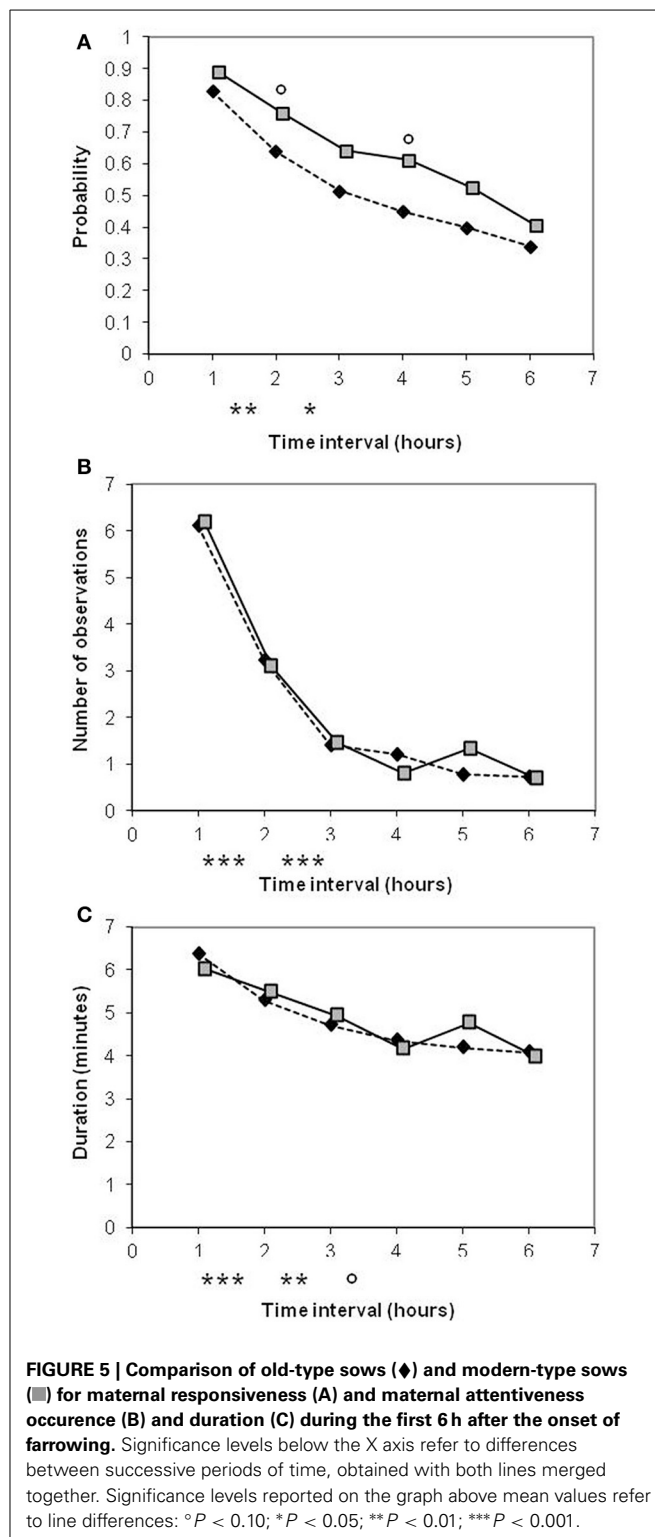 A
Probability
1
0.9
0.8
0.7
0.6
0.5
0.4
0.3
0.2
0.1
0
0 1 2 3 4 5 6 7
** *
Time interval (hours)
B
Number of observations
7
6
5
4
3
2
1
0
0 1 2 3 4 5 6 7
*** ***
Time interval (hours)
C
Duration (minutes)
7
6
5
4
3
2
1
0
0 1 2 3 4 5 6 7
*** ** °
Time interval (hours)
FIGURE 5 | Comparison of old-type sows (♦) and modern-type sows
(■) for maternal responsiveness (A) and maternal attentiveness
occurence (B) and duration (C) during the first 6 h after the onset of
farrowing. Significance levels below the X axis refer to differences
between successive periods of time, obtained with both lines merged
together. Significance levels reported on the graph above mean values refer
to line differences: °P < 0.10; *P < 0.05; **P < 0.01; ***P < 0.001.